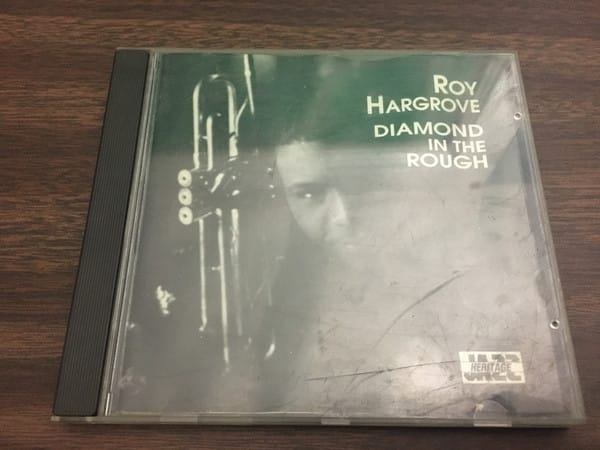 ROY
HARGROVE
DIAMOND
IN THE
ROUGH
JAZZ
HERITAGE